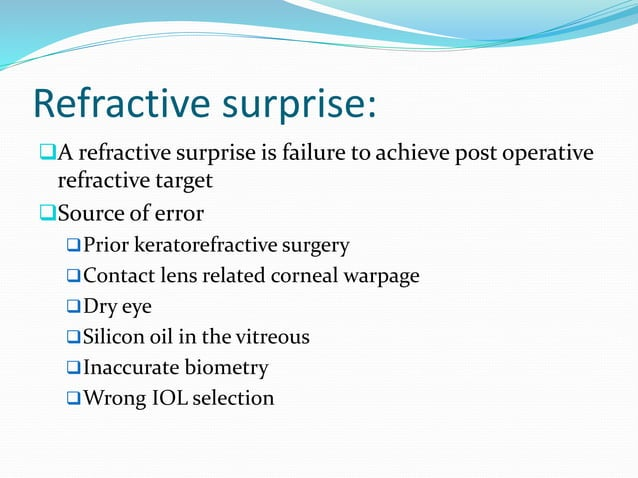 Refractive surprise:
A refractive surprise is failure to achieve post operative
refractive target
Source of error
Prior keratorefractive surgery
Contact lens related corneal warpage
Dry eye
Silicon oil in the vitreous
Inaccurate biometry
Wrong IOL selection